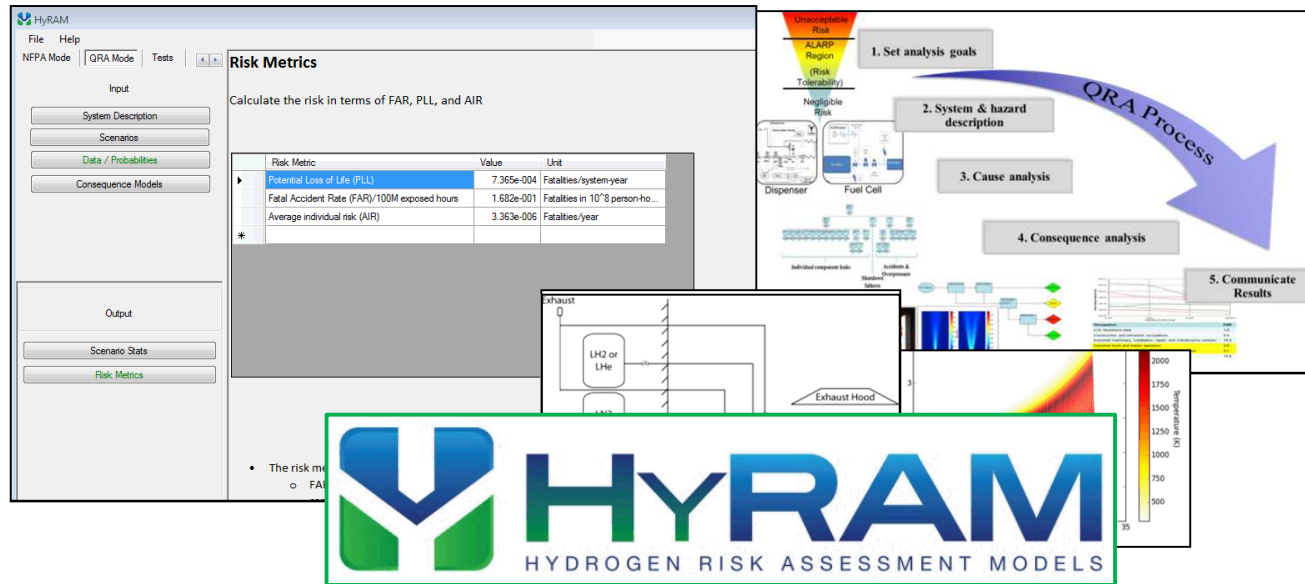 HyRAM
File Help
NFPA Mode QRA Mode Tests
Input
System Description
Scenarios
Data / Probabilities
Consequence Models
Output
Scenario Stats
Risk Metrics
Risk Metrics
Calculate the risk in terms of FAR, PLL, and AIR
Risk Metric Value Unit
Potential Loss of Life (PLL) 7.365e-004 Fatalities/system-year
Fatal Accident Rate (FAR)/100M exposed hours 1.682e-001 Fatalities in 10^8 person-ho...
Average individual risk (AIR) 3.363e-006 Fatalities/year
• The risk me
Unacceptable
Risk
ALARP
Region
(Risk
Tolerability)
Negligible
Risk
Dispenser Fuel Cell
1. Set analysis goals
2. System & hazard
description
3. Cause analysis
4. Consequence analysis
5. Communicate
Results
QRA Process
Individual component leaks
Shutdown
failures
Accidents &
Overpressure
Exhaust
LH2 or
LHe
LN2
Exhaust Hood
3
35
2000
1750
1500
1250
1000
750
500
Temperature (K)
HyRAM
HYDROGEN RISK ASSESSMENT MODELS